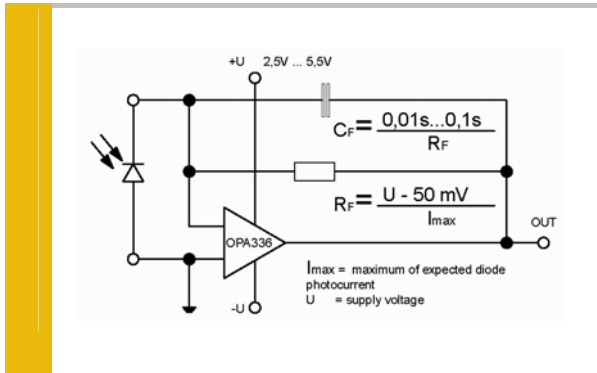 +U 2,5V ... 5,5V
CF= 0,01s...0,1s
RF
RF= U - 50 mV
Imax
OUT
OPA336
Imax = maximum of expected diode
photocurrent
U = supply voltage
-U